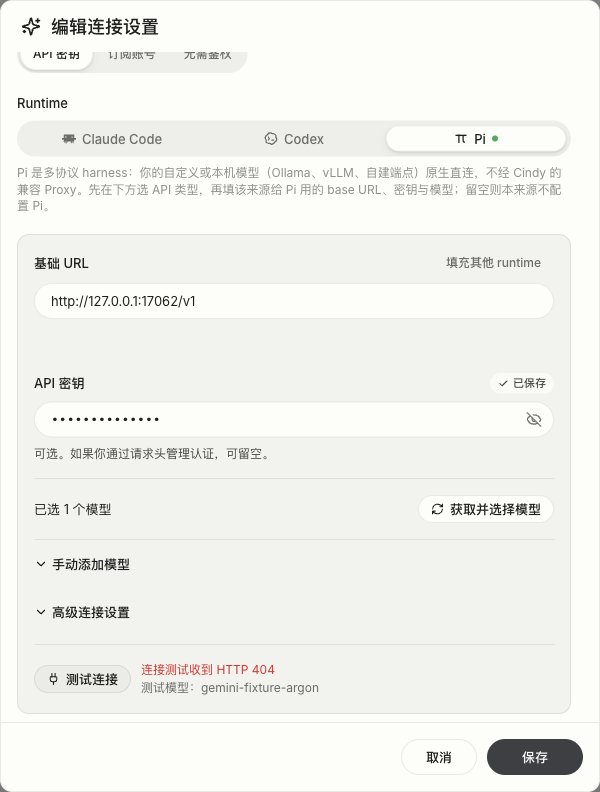 编辑连接设置
API 密钥
订阅账号
无需鉴权
Runtime
Claude Code
Codex
Pi
Pi 是多协议 harness：你的自定义或本机模型（Ollama、vLLM、自建端点）原生直连，不经 Cindy 的
兼容 Proxy。先在下方选 API 类型，再填该来源给 Pi 用的 base URL、密钥与模型；留空则本来源不配
置 Pi。
基础 URL
填充其他 runtime
http://127.0.0.1:17062/v1
API 密钥
已保存
••••••••••••••
可选。如果你通过请求头管理认证，可留空。
已选 1 个模型
获取并选择模型
手动添加模型
高级连接设置
测试连接
连接测试收到 HTTP 404
测试模型：gemini-fixture-argon
取消
保存